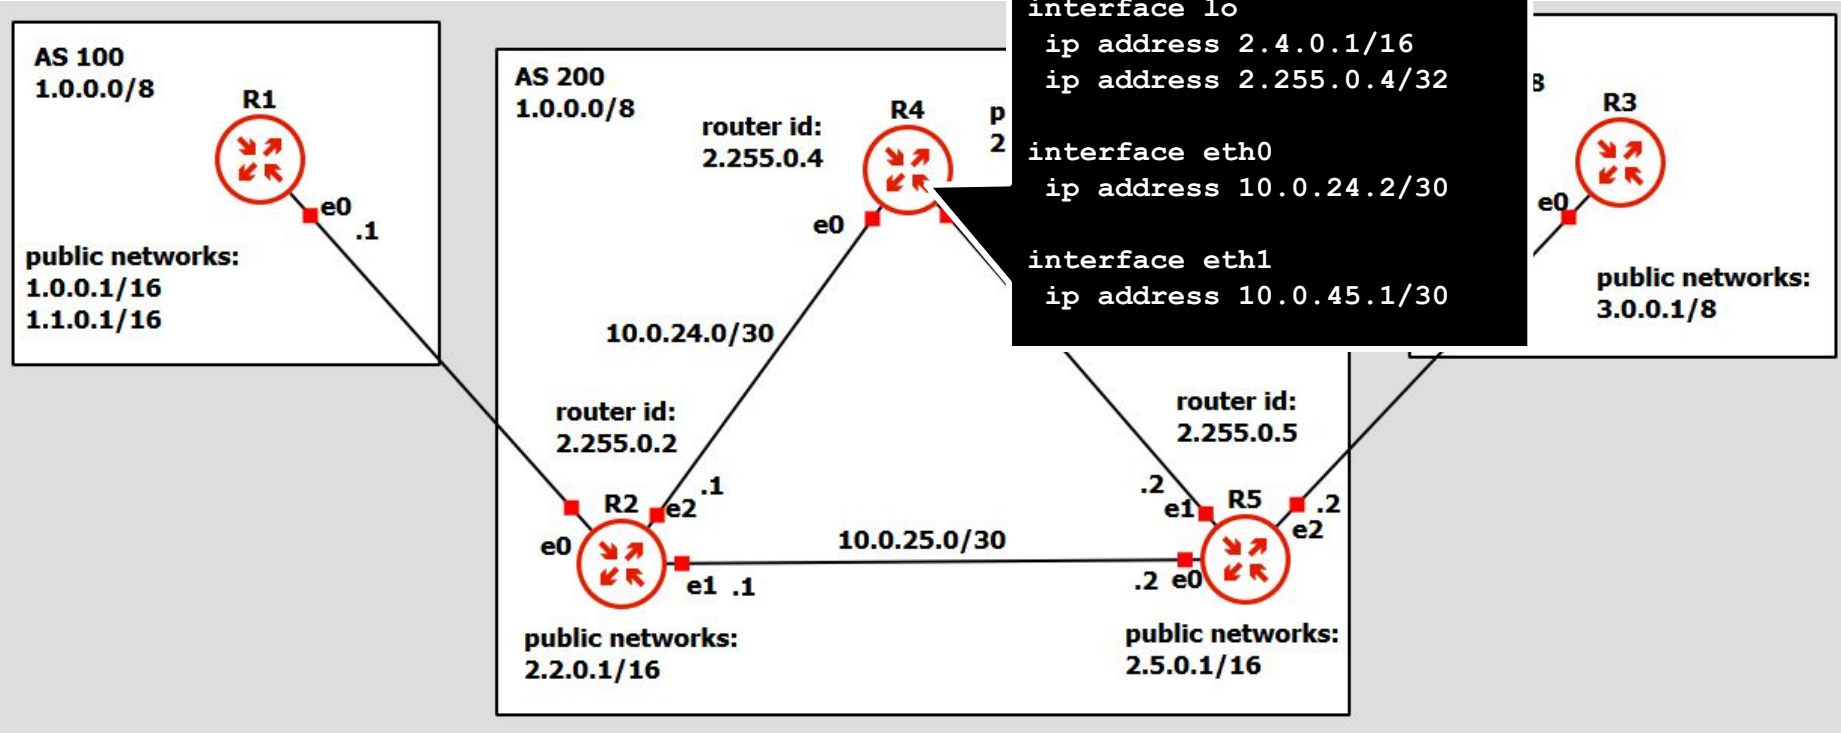 AS 100
1.0.0.0/8
R1
e0
.1
public networks:
1.0.0.1/16
1.1.0.1/16
AS 200
1.0.0.0/8
router id:
2.255.0.4
R4
p
2
e0
10.0.24.0/30
interface lo
ip address 2.4.0.1/16
ip address 2.255.0.4/32
interface eth0
ip address 10.0.24.2/30
interface eth1
ip address 10.0.45.1/30
8
R3
e0
public networks:
3.0.0.1/8
router id:
2.255.0.2
.1
R2
e2
e0
e1 .1
public networks:
2.2.0.1/16
10.0.25.0/30
router id:
2.255.0.5
.2
e1
R5
.2
e2
.2 e0
public networks:
2.5.0.1/16